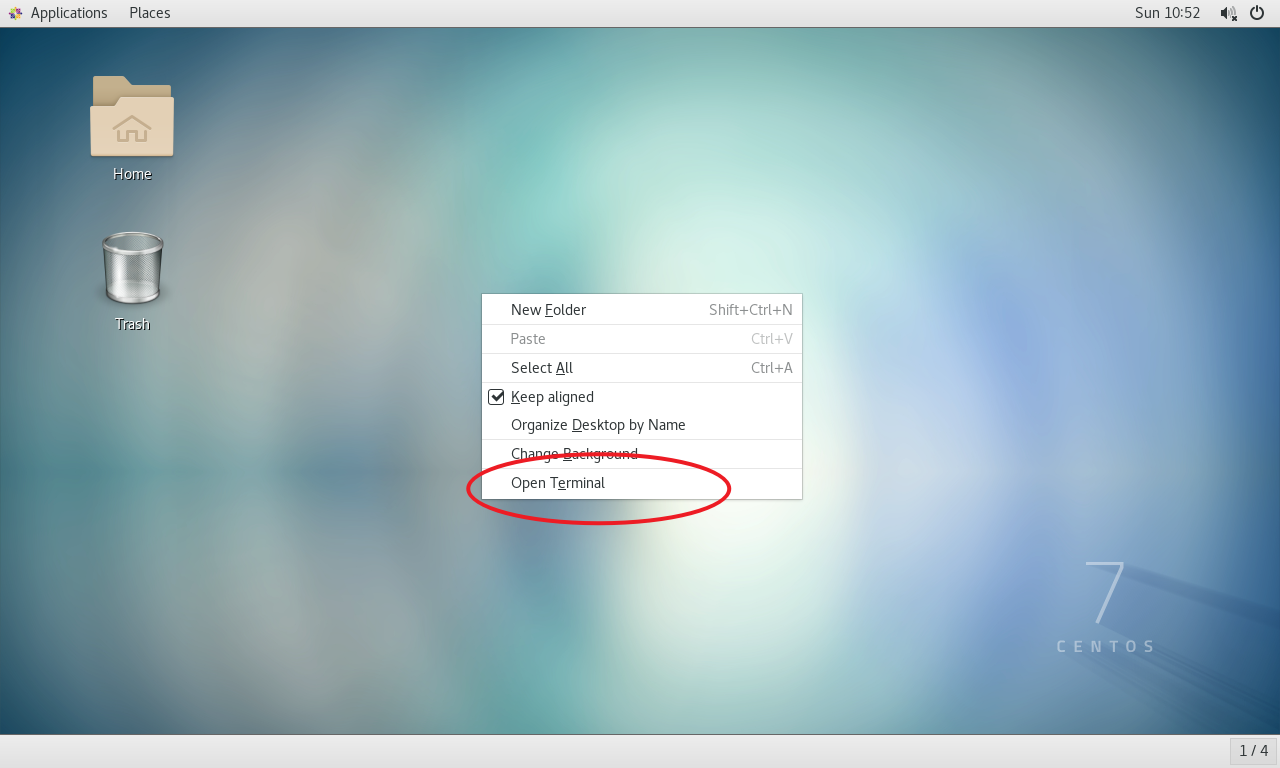 Applications Places Sun 10:52
Home
Trash
New Folder Shift+Ctrl+N
Paste Ctrl+V
Select All Ctrl+A
Keep aligned
Organize Desktop by Name
Change Background
Open Terminal
7
CENTOS
1 / 4